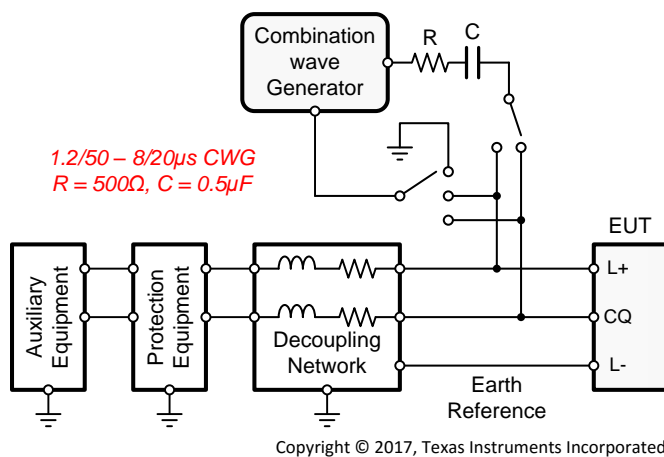 Combination
wave
Generator
R
C
1.2/50 – 8/20µs CWG
R = 500Ω, C = 0.5µF
EUT
Auxiliary
Equipment
Protection
Equipment
Decoupling
Network
L+
CQ
L-
Earth
Reference
Copyright © 2017, Texas Instruments Incorporated